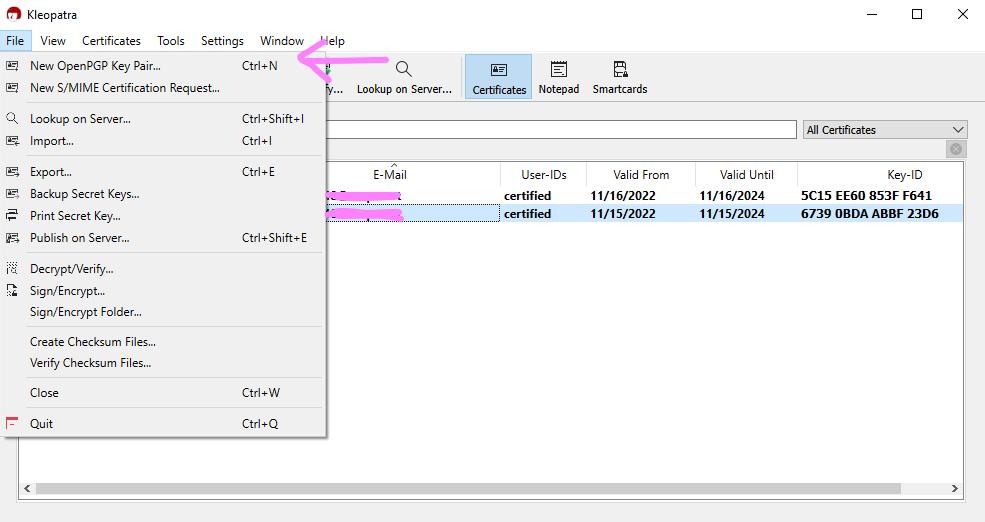 Kleopatra
File View Certificates Tools Settings Window Help
New OpenPGP Key Pair... Ctrl+N
New S/MIME Certification Request...
Lookup on Server... Ctrl+Shift+I
Import... Ctrl+I
Export... Ctrl+E
Backup Secret Keys...
Print Secret Key...
Publish on Server... Ctrl+Shift+E
Decrypt/Verify...
Sign/Encrypt...
Sign/Encrypt Folder...
Create Checksum Files...
Verify Checksum Files...
Close Ctrl+W
Quit Ctrl+Q
Lookup on Server... Certificates Notepad Smartcards
All Certificates
E-Mail User-IDs Valid From Valid Until Key-ID
certified 11/16/2022 11/16/2024 5C15 EE60 853F F641
certified 11/15/2022 11/15/2024 6739 0BDA ABBF 23D6